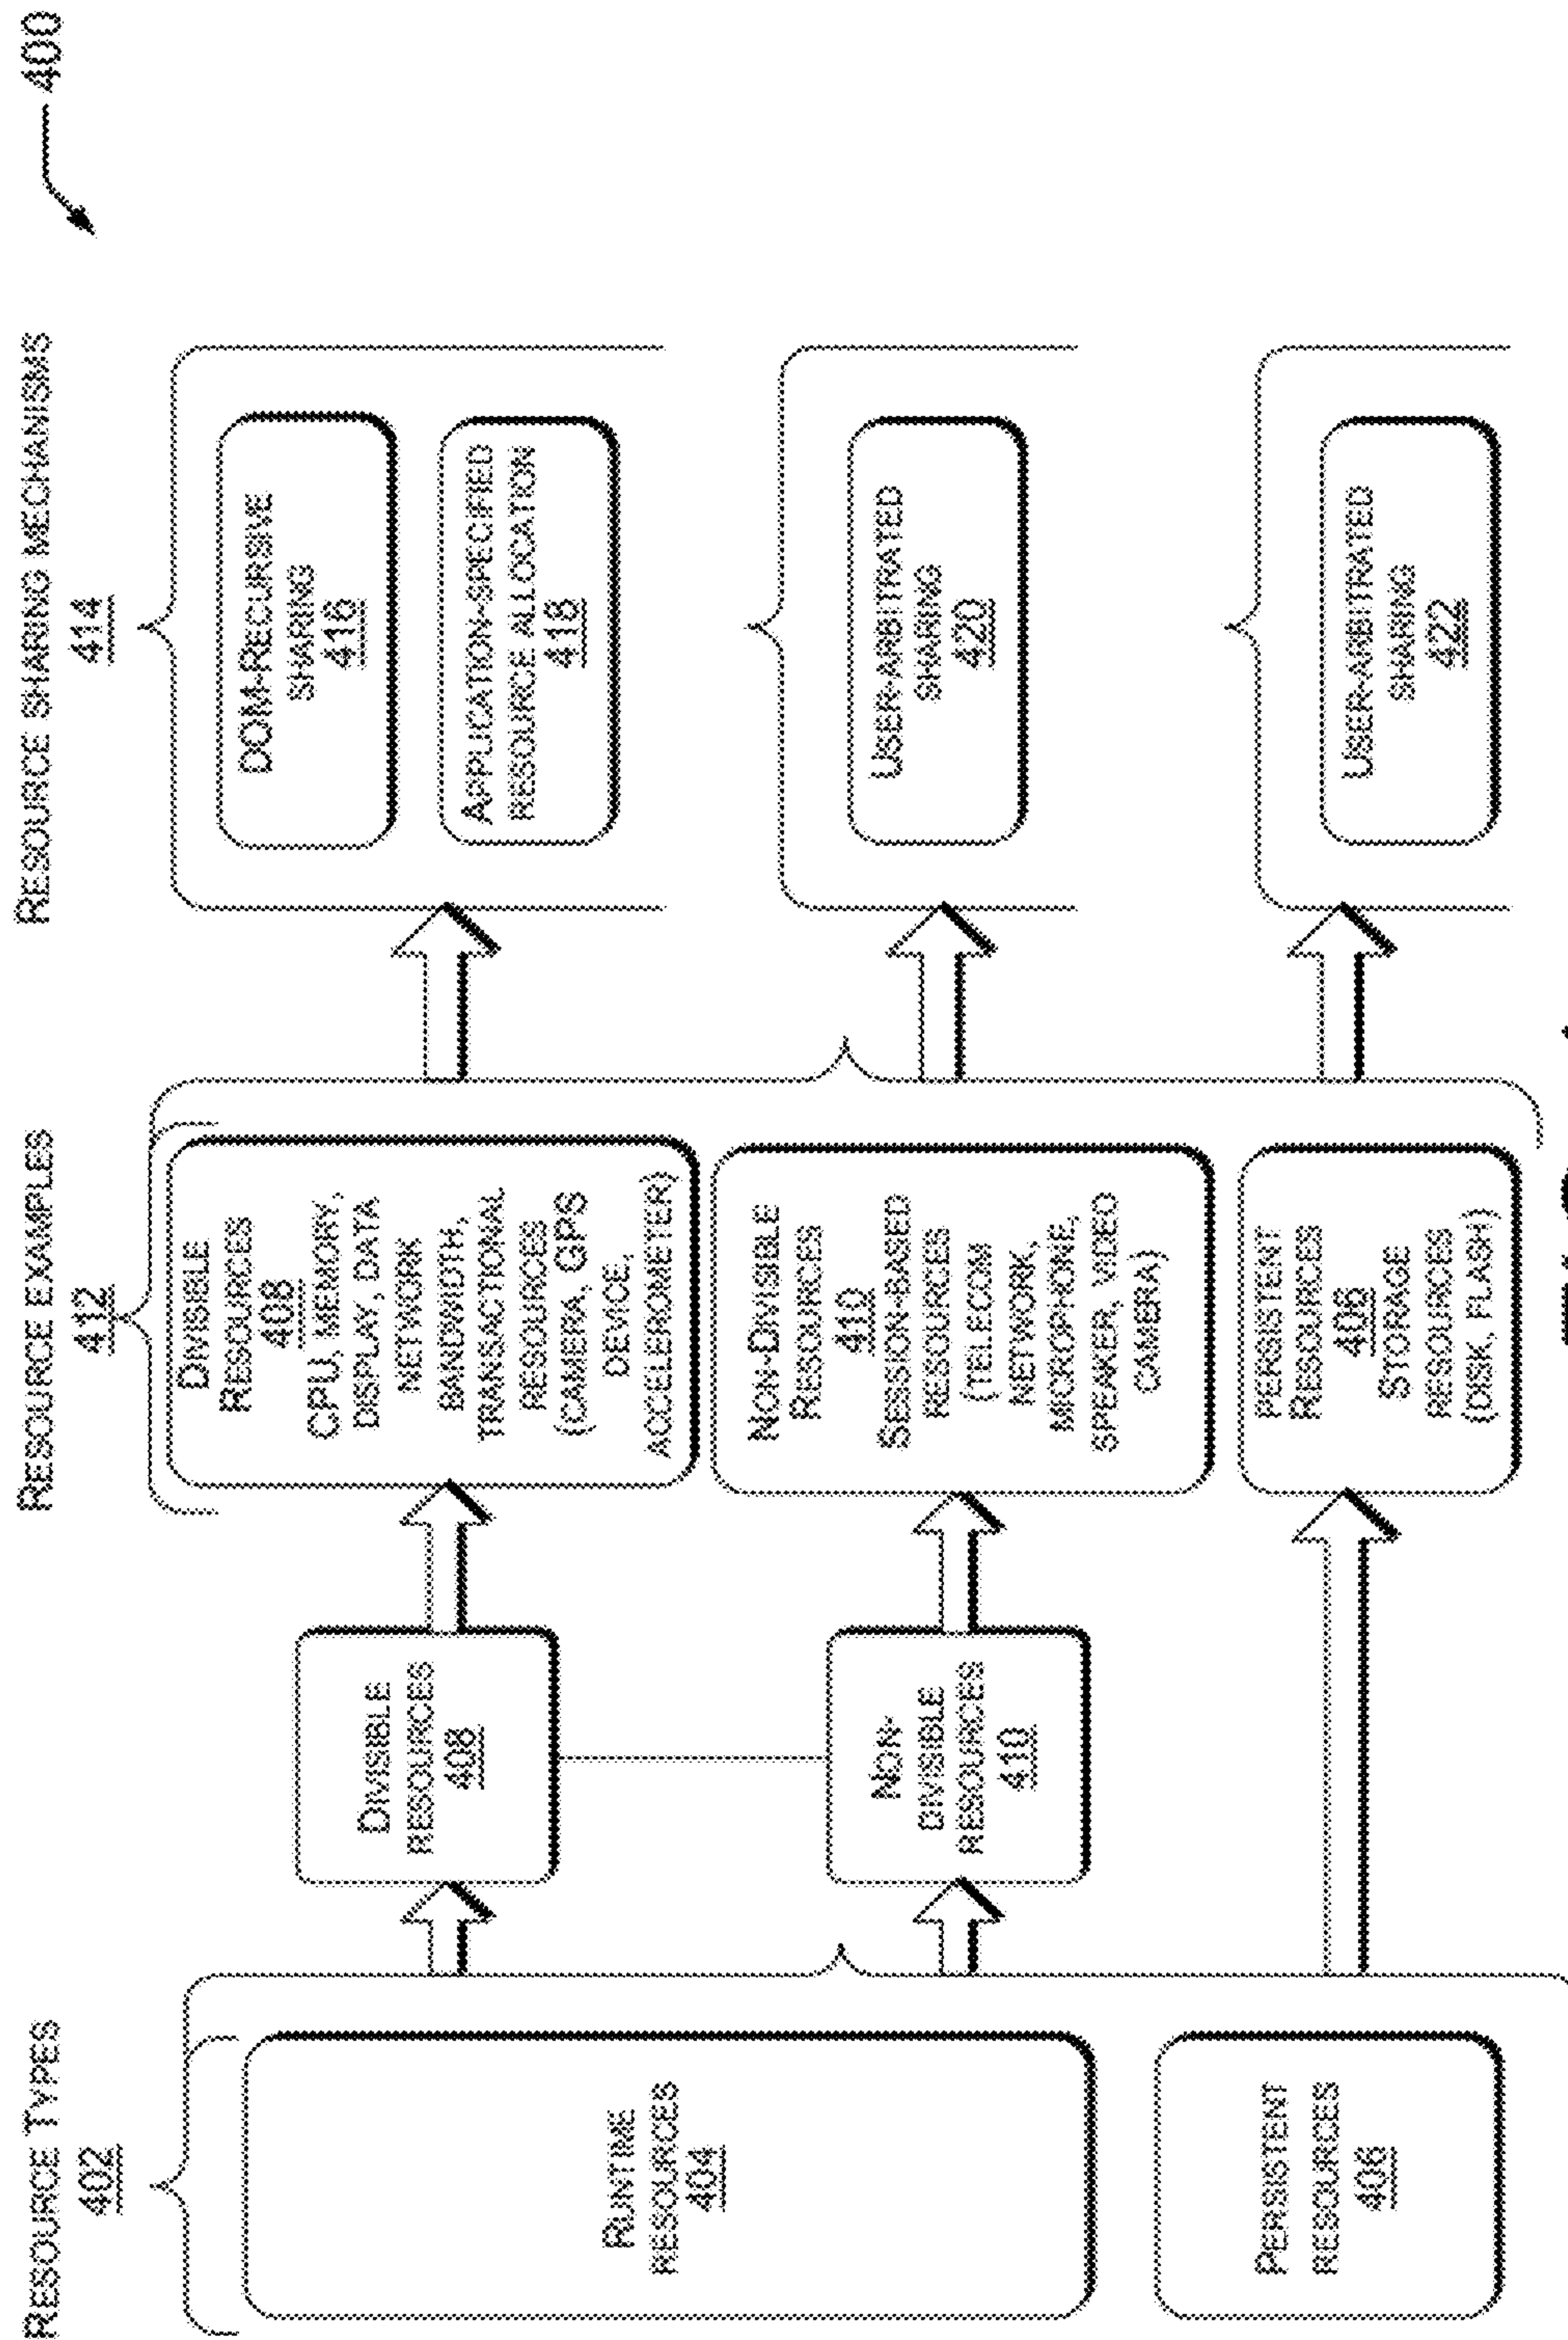 400
RESOURCE TYPES
402
RUNTIME
RESOURCES
404
PERSISTENT
RESOURCES
406
DIVISIBLE
RESOURCES
408
NON-
DIVISIBLE
RESOURCES
410
RESOURCE EXAMPLES
412
DIVISIBLE
RESOURCES
408
CPU, MEMORY,
DISPLAY, DATA
NETWORK
BANDWIDTH,
TRANSACTIONAL
RESOURCES
(CAMERA, GPS
DEVICE,
ACCELEROMETER)
NON-DIVISIBLE
RESOURCES
410
SESSION-BASED
RESOURCES
(TELECOM
NETWORK,
MICROPHONE,
SPEAKER, VIDEO
CAMERA)
PERSISTENT
RESOURCES
406
STORAGE
RESOURCES
(DISK, FLASH)
RESOURCE SHARING MECHANISMS
414
DOM-RECURSIVE
SHARING
416
APPLICATION-SPECIFIED
RESOURCE ALLOCATION
418
USER-ARBITRATED
SHARING
420
USER-ARBITRATED
SHARING
422